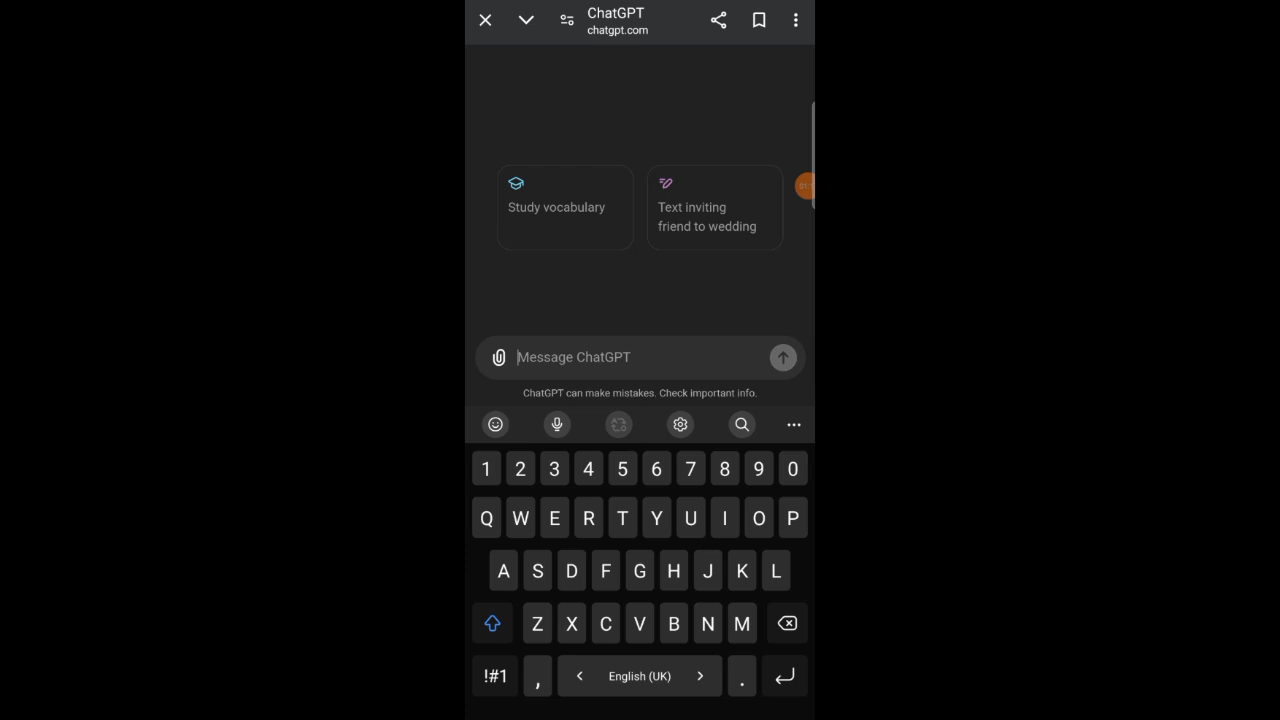 ChatGPT
chatgpt.com
Study vocabulary
Text inviting
friend to wedding
Message ChatGPT
ChatGPT can make mistakes. Check important info.
1 2 3 4 5 6 7 8 9 0
Q W E R T Y U I O P
A S D F G H J K L
Z X C V B N M
!#1 , < English (UK) > .